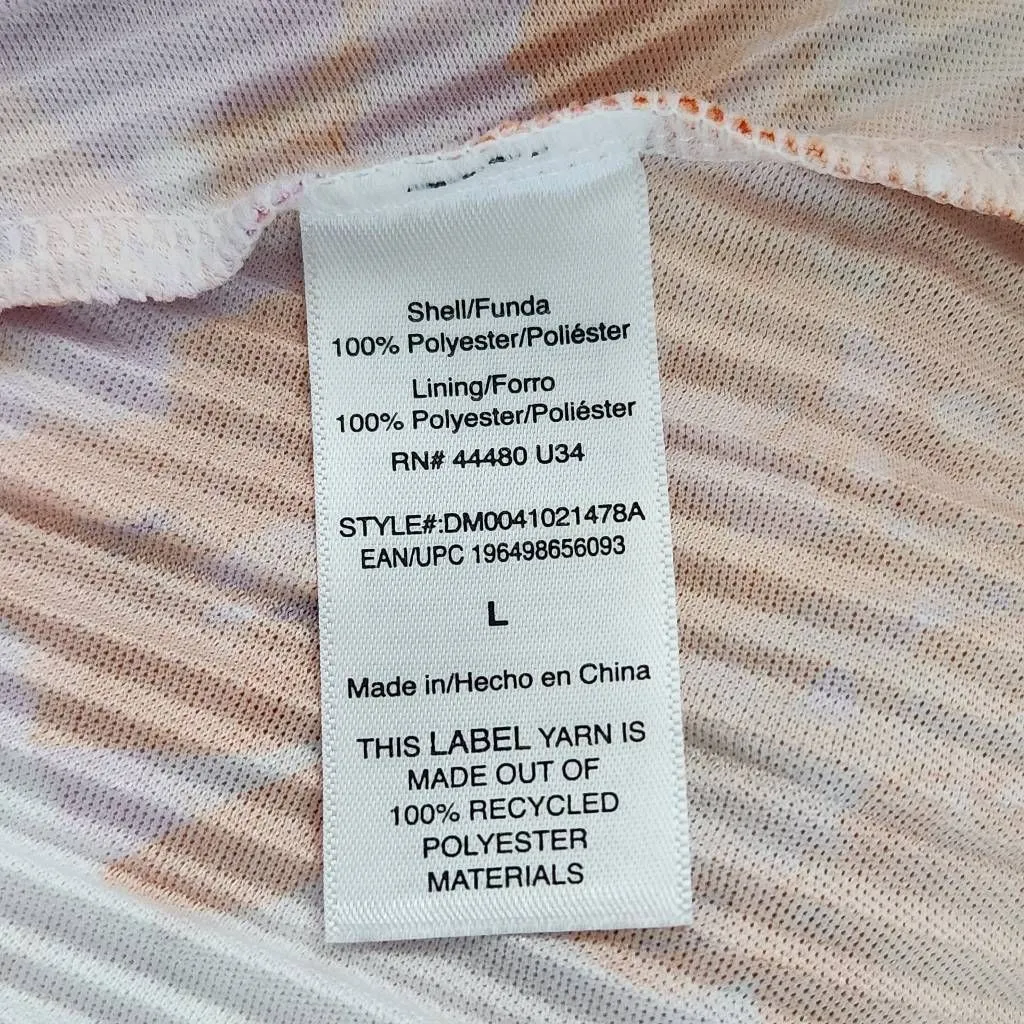 Shell/Funda
100% Polyester/Poliéster
Lining/Forro
100% Polyester/Poliéster
RN# 44480 U34
STYLE#:DM0041021478A
EAN/UPC 196498656093
L
Made in/Hecho en China
THIS LABEL YARN IS
MADE OUT OF
100% RECYCLED
POLYESTER
MATERIALS